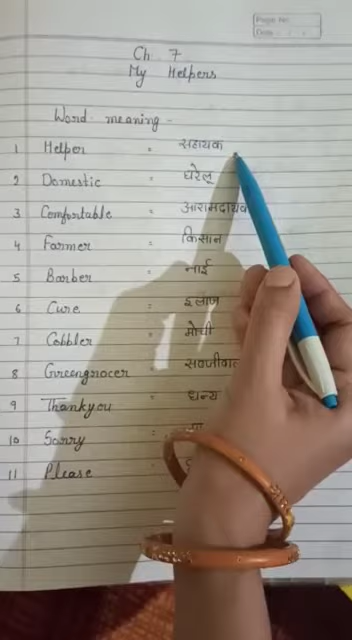 Page No.
Date
Ch 7
My Helpers
Word meaning -
1 Helper = सहायक
2 Domestic = घरेलू
3 Comfortable = आरामदायक
4 Farmer = किसान
5 Barber = नाई
6 Cure = इलाज
7 Cobbler = मोची
8 Greengrocer = सबजीवाल
9 Thankyou = धन्य
10 Sorry =
11 Please =